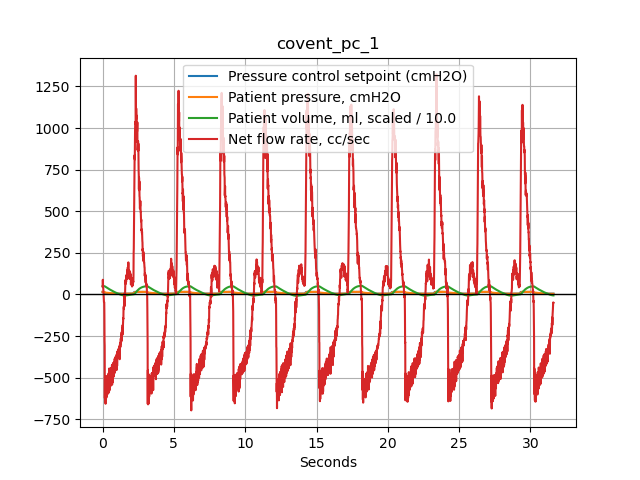 covent_pc_1
Pressure control setpoint (cmH2O)
Patient pressure, cmH2O
Patient volume, ml, scaled / 10.0
Net flow rate, cc/sec
1250
1000
750
500
250
0
−250
−500
−750
0 5 10 15 20 25 30
Seconds